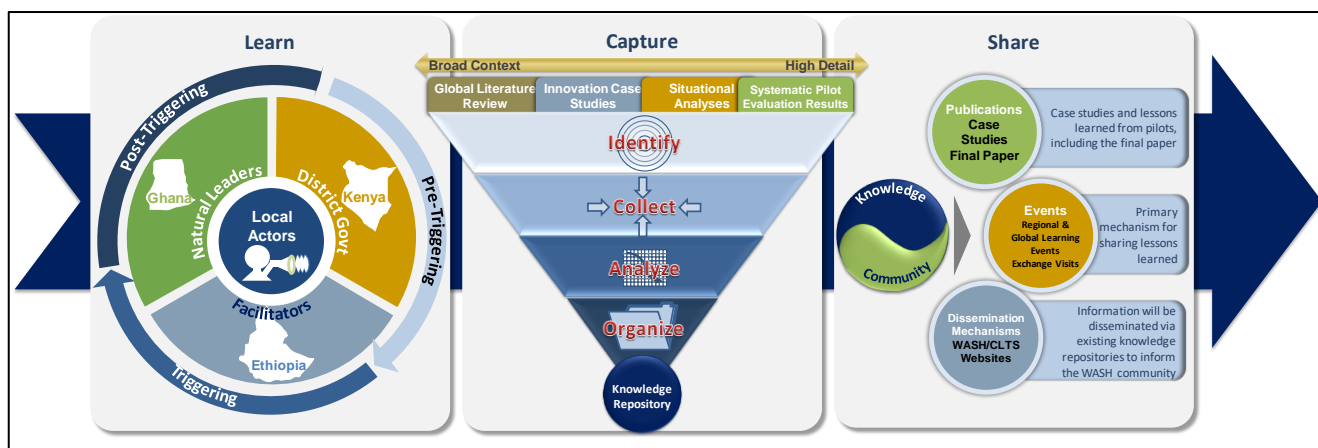 Learn
Post-Triggering
Pre-Triggering
Triggering
Ghana
Natural Leaders
Kenya
District Govt
Local
Actors
Facilitators
Ethiopia
Capture
Broad Context
High Detail
Global Literature
Review
Innovation Case
Studies
Situational
Analyses
Systematic Pilot
Evaluation Results
Identify
Collect
Analyze
Organize
Knowledge
Repository
Share
Knowledge
Community
Publications
Case
Studies
Final Paper
Case studies and lessons
learned from pilots,
including the final paper
Events
Regional &
Global Learning
Events
Exchange Visits
Primary
mechanism for
sharing lessons
learned
Dissemination
Mechanisms
WASH/CLTS
Websites
Information will be
disseminated via
existing knowledge
repositories to inform
the WASH community